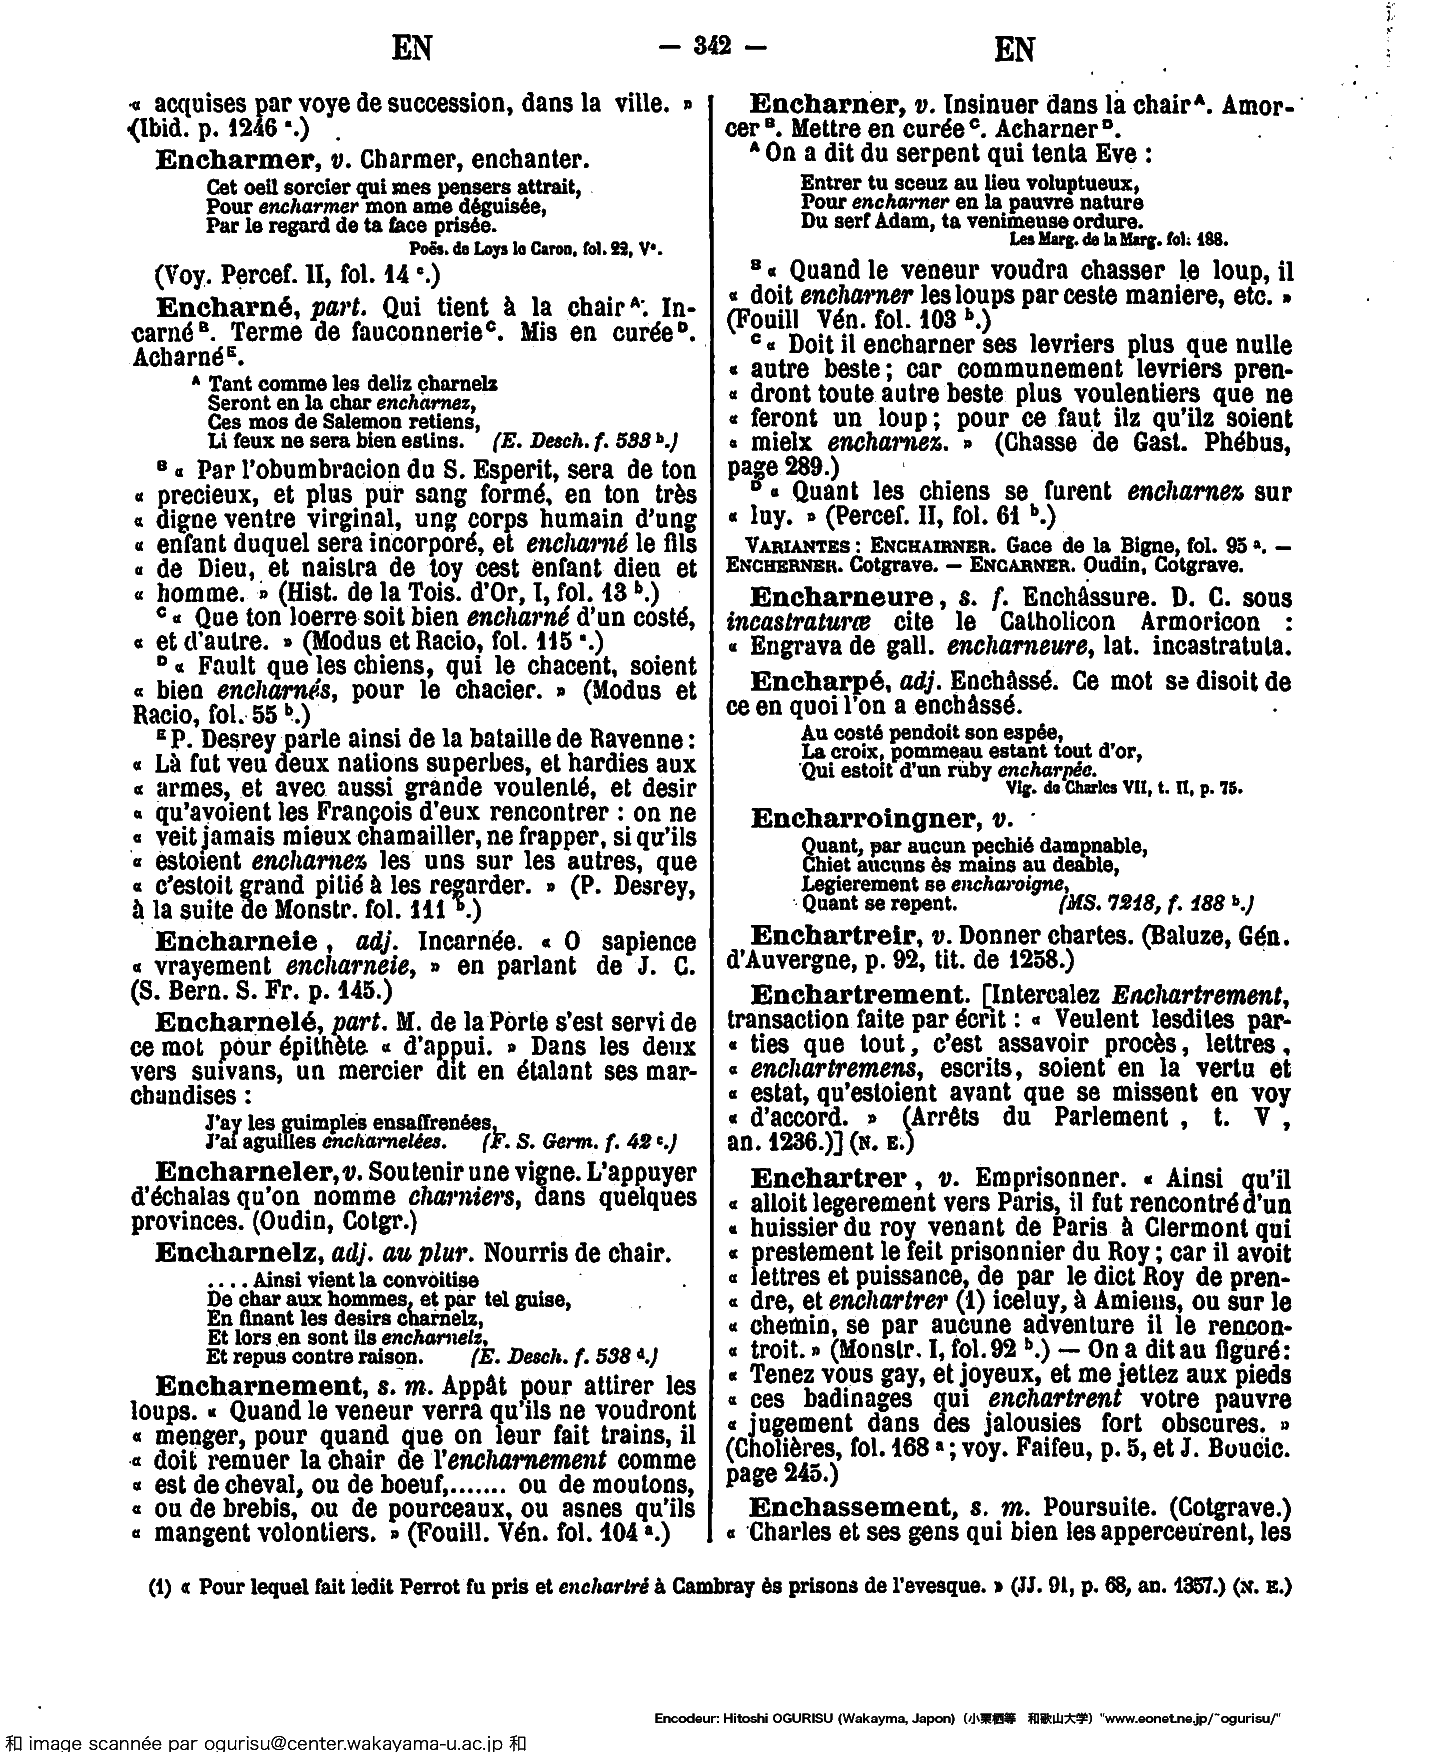 EN — 342 — EN
« acquises par voye de succession, dans la ville. »
(Ibid. p. 1246 ª.)
Encharmer, v. Charmer, enchanter.
Cet oeil sorcier qui mes pensers attrait,
Pour encharmer mon ame déguisée,
Par le regard de ta face prisée.
Poës. de Loys le Caron, fol. 22, Vº.
(Voy. Percef. II, fol. 14 ᶜ.)
Encharné, part. Qui tient à la chair ᴬ. In-
carné ᴮ. Terme de fauconnerie ᶜ. Mis en curée ᴰ.
Acharné ᴱ.
ᴬ Tant comme les deliz charnelz
Seront en la char encharnez,
Ces mos de Salemon retiens,
Li feux ne sera bien estins. (E. Desch. f. 533 ᵇ.)
ᴮ « Par l'obumbracion du S. Esperit, sera de ton
« precieux, et plus pur sang formé, en ton très
« digne ventre virginal, ung corps humain d'ung
« enfant duquel sera incorporé, et encharné le fils
« de Dieu, et naistra de toy cest enfant dieu et
« homme. » (Hist. de la Tois. d'Or, I, fol. 13 ᵇ.)
ᶜ « Que ton loerre soit bien encharné d'un costé,
« et d'autre. » (Modus et Racio, fol. 115 ª.)
ᴰ « Fault que les chiens, qui le chacent, soient
« bien encharnés, pour le chacier. » (Modus et
Racio, fol. 55 ᵇ.)
ᴱ P. Desrey parle ainsi de la bataille de Ravenne :
« Là fut veu deux nations superbes, et hardies aux
« armes, et avec aussi grande voulenté, et desir
« qu'avoient les François d'eux rencontrer : on ne
« veit jamais mieux chamailler, ne frapper, si qu'ils
« estoient encharnez les uns sur les autres, que
« c'estoit grand pitié à les regarder. » (P. Desrey,
à la suite de Monstr. fol. 111 ᵇ.)
Encharneie, adj. Incarnée. « O sapience
« vrayement encharneie, » en parlant de J. C.
(S. Bern. S. Fr. p. 145.)
Encharnelé, part. M. de la Porte s'est servi de
ce mot pour épithète « d'appui. » Dans les deux
vers suivans, un mercier dit en étalant ses mar-
chandises :
J'ay les guimples ensaffrenées,
J'ai aguilles encharnelées. (F. S. Germ. f. 42 ᶜ.)
Encharneler, v. Soutenir une vigne. L'appuyer
d'échalas qu'on nomme charniers, dans quelques
provinces. (Oudin, Cotgr.)
Encharnelz, adj. au plur. Nourris de chair.
.... Ainsi vient la convoitise
De char aux hommes, et par tel guise,
En finant les desirs charnelz,
Et lors en sont ils encharnelz,
Et repus contre raison. (E. Desch. f. 538 ᵈ.)
Encharnement, s. m. Appât pour attirer les
loups. « Quand le veneur verra qu'ils ne voudront
« menger, pour quand que on leur fait trains, il
« doit remuer la chair de l'encharnement comme
« est de cheval, ou de boeuf,....... ou de moutons,
« ou de brebis, ou de pourceaux, ou asnes qu'ils
« mangent volontiers. » (Fouill. Vén. fol. 104 ª.)
Encharner, v. Insinuer dans la chair ᴬ. Amor-
cer ᴮ. Mettre en curée ᶜ. Acharner ᴰ.
ᴬ On a dit du serpent qui tenta Eve :
Entrer tu sceuz au lieu voluptueux,
Pour encharner en la pauvre nature
Du serf Adam, ta venimeuse ordure.
Les Marg. de la Marg. fol. 188.
ᴮ « Quand le veneur voudra chasser le loup, il
« doit encharner les loups par ceste maniere, etc. »
(Fouill Vén. fol. 103 ᵇ.)
ᶜ « Doit il encharner ses levriers plus que nulle
« autre beste ; car communement levriers pren-
« dront toute autre beste plus voulentiers que ne
« feront un loup ; pour ce faut ilz qu'ilz soient
« mielx encharnez. » (Chasse de Gast. Phébus,
page 289.)
ᴰ « Quant les chiens se furent encharnez sur
« luy. » (Percef. II, fol. 61 ᵇ.)
VARIANTES : ENCHAIRNER. Gace de la Bigne, fol. 95 ª. —
ENCHERNER. Cotgrave. — ENCARNER. Oudin, Cotgrave.
Encharneure, s. f. Enchâssure. D. C. sous
incastraturæ cite le Catholicon Armoricon :
« Engrava de gall. encharneure, lat. incastratuta.
Encharpé, adj. Enchâssé. Ce mot se disoit de
ce en quoi l'on a enchâssé.
Au costé pendoit son espée,
La croix, pommeau estant tout d'or,
Qui estoit d'un ruby encharpée.
Vig. de Charles VII, t. II, p. 75.
Encharroingner, v.
Quant, par aucun pechié dampnable,
Chiet aucuns ès mains au deable,
Legierement se encharoigne,
Quant se repent. (MS. 7218, f. 188 ᵇ.)
Enchartreir, v. Donner chartes. (Baluze, Gén.
d'Auvergne, p. 92, tit. de 1258.)
Enchartrement. [Intercalez Enchartrement,
transaction faite par écrit : « Veulent lesdites par-
« ties que tout, c'est assavoir procès, lettres,
« enchartremens, escrits, soient en la vertu et
« estat, qu'estoient avant que se missent en voy
« d'accord. » (Arrêts du Parlement, t. V,
an. 1236.)] (N. E.)
Enchartrer, v. Emprisonner. « Ainsi qu'il
« alloit legerement vers Paris, il fut rencontré d'un
« huissier du roy venant de Paris à Clermont qui
« prestement le feit prisonnier du Roy ; car il avoit
« lettres et puissance, de par le dict Roy de pren-
« dre, et enchartrer (1) iceluy, à Amiens, ou sur le
« chemin, se par aucune adventure il le rencon-
« troit. » (Monstr. I, fol. 92 ᵇ.) — On a dit au figuré :
« Tenez vous gay, et joyeux, et me jettez aux pieds
« ces badinages qui enchartrent votre pauvre
« jugement dans des jalousies fort obscures. »
(Cholières, fol. 168 ª ; voy. Faifeu, p. 5, et J. Boucic.
page 245.)
Enchassement, s. m. Poursuite. (Cotgrave.)
« Charles et ses gens qui bien les apperceurent, les
(1) « Pour lequel fait ledit Perrot fu pris et enchartré à Cambray ès prisons de l'evesque. » (JJ. 91, p. 68, an. 1357.) (N. E.)
Encodeur: Hitoshi OGURISU (Wakayma, Japon) (小栗栖等 和歌山大学) "www.eonet.ne.jp/~ogurisu/"
和 image scannée par ogurisu@center.wakayama-u.ac.jp 和